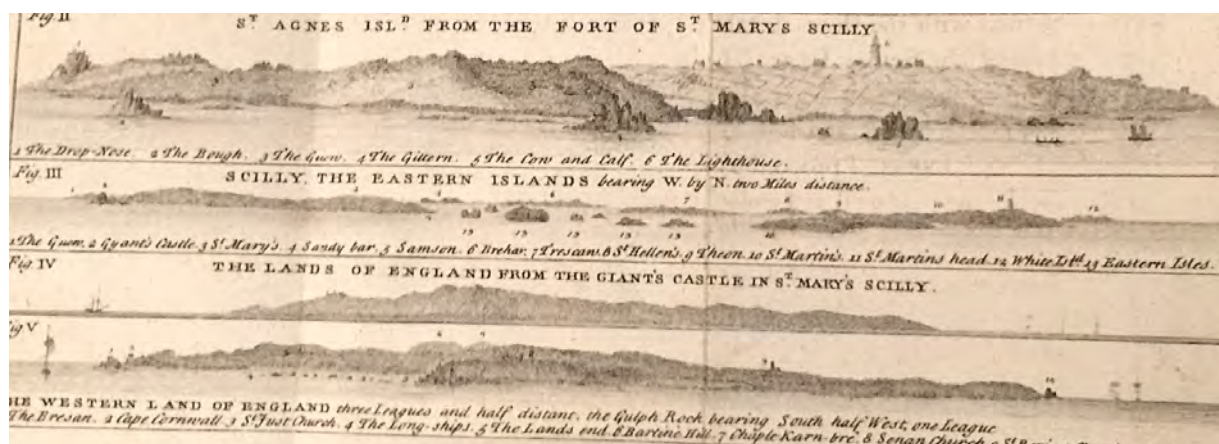 Fig. II
ST. AGNES ISLD. FROM THE FORT OF ST. MARYS SCILLY
1 The Drop-Nose. 2 The Bough. 3 The Guow. 4 The Gittern. 5 The Cow and Calf. 6 The Lighthouse.
Fig. III
SCILLY, THE EASTERN ISLANDS bearing W. by N. two Miles distance.
1 The Guow. 2 Gyant's Castle. 3 St. Mary's. 4 Sandy bar. 5 Samson. 6 Brehar. 7 Trescaw. 8 St. Hellen's. 9 Theon. 10 St. Martin's. 11 St. Martins head. 12 White Isld. 13 Eastern Isles.
Fig IV
THE LANDS OF ENGLAND FROM THE GIANT'S CASTLE IN ST. MARY'S SCILLY.
Fig. V
HE WESTERN LAND OF ENGLAND three Leagues and half distant, the Gulph Rock bearing South half West, one League
The Bresan. 2 Cape Cornwall. 3 St. Just Church. 4 The Long-ships. 5 The Lands end. 6 Bartine Hill. 7 Chaple Karn-bre. 8 Senan Church.